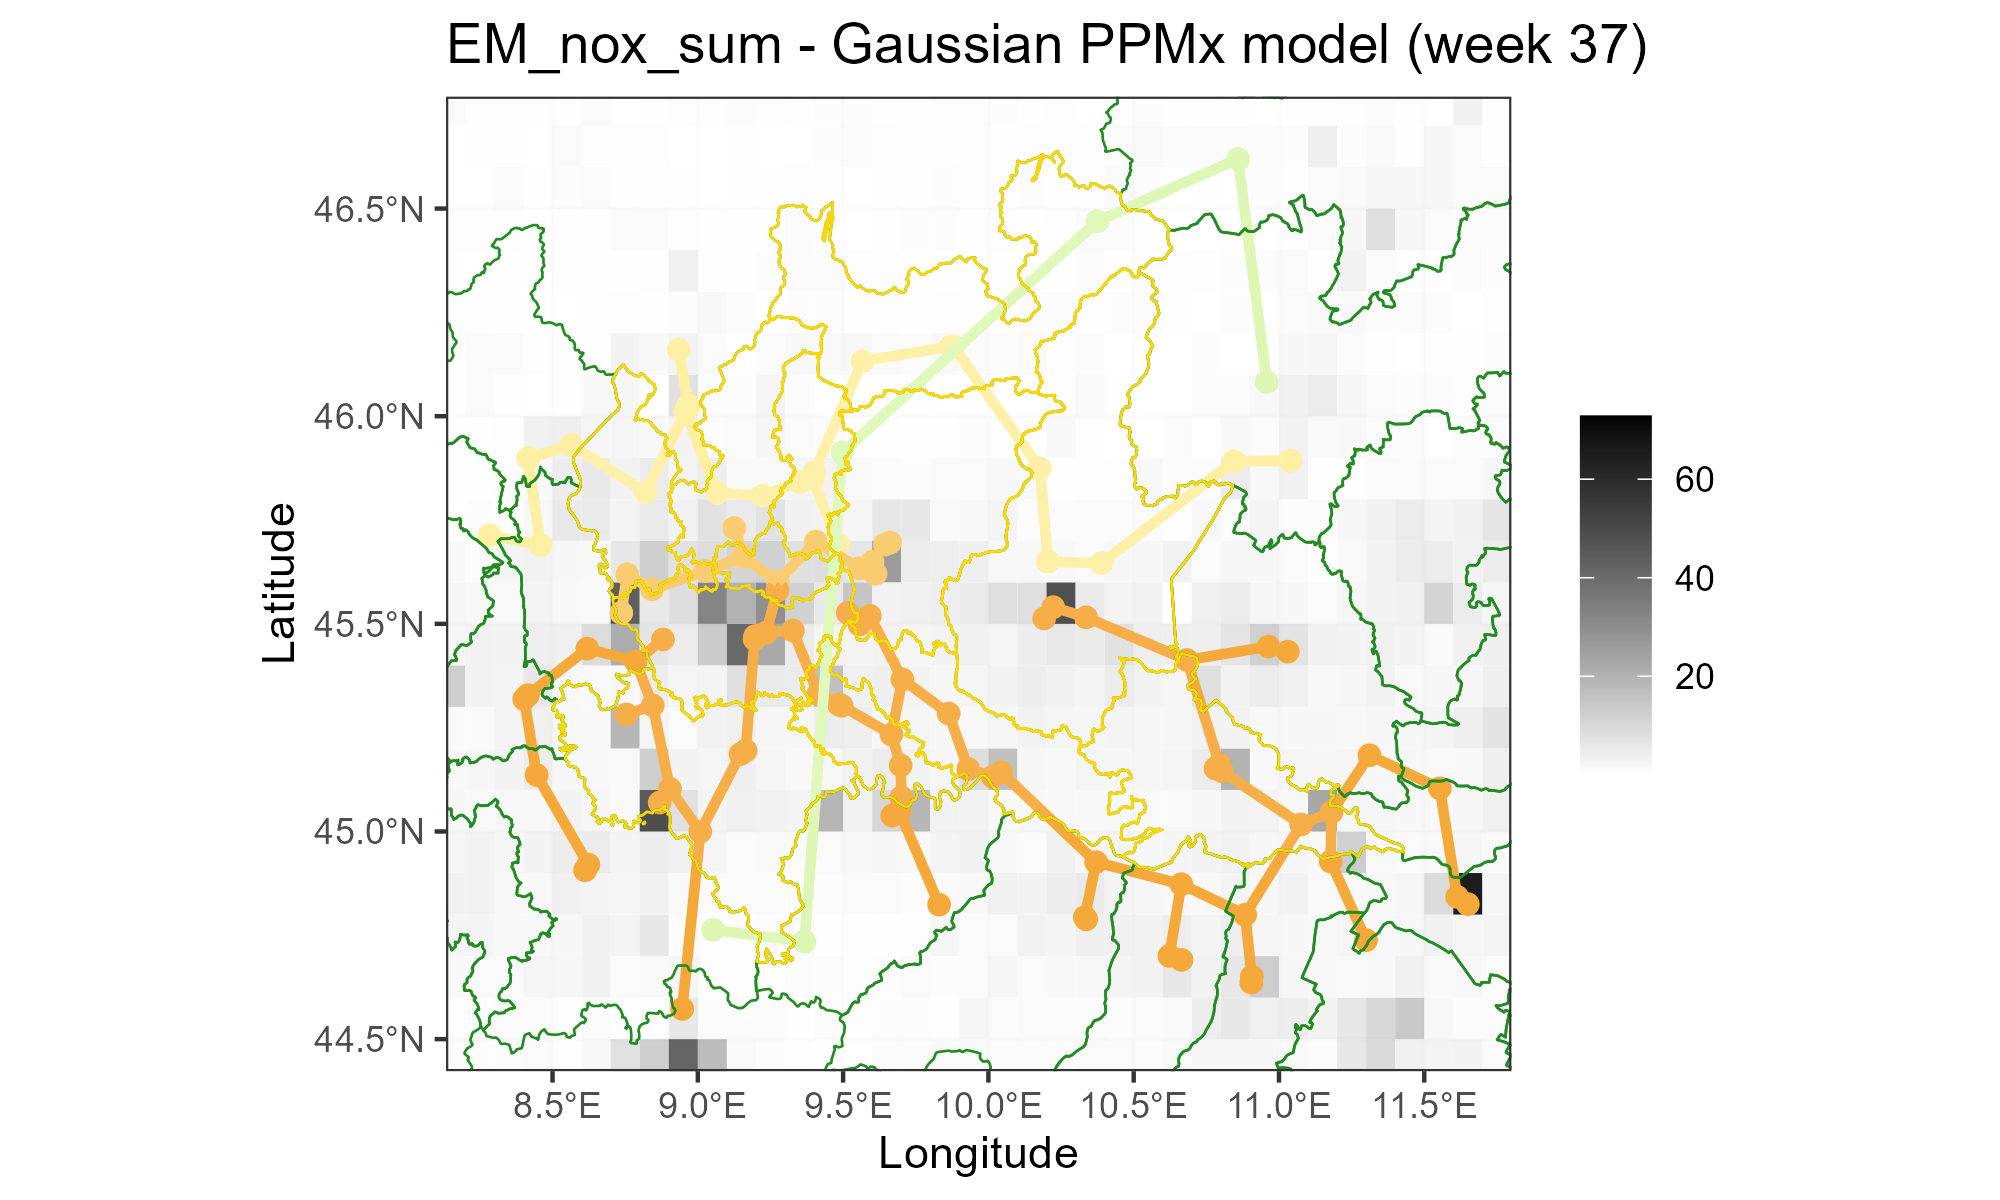 EM_nox_sum - Gaussian PPMx model (week 37)
46.5°N
46.0°N
45.5°N
45.0°N
44.5°N
Latitude
8.5°E
9.0°E
9.5°E
10.0°E
10.5°E
11.0°E
11.5°E
Longitude
60
40
20